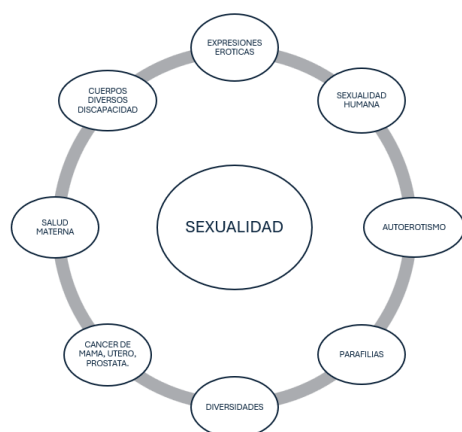 EXPRESIONES
EROTICAS
CUERPOS
DIVERSOS
DISCAPACIDAD
SEXUALIDAD
HUMANA
SALUD
MATERNA
SEXUALIDAD
AUTOEROTISMO
CANCER DE
MAMA, UTERO,
PROSTATA.
PARAFILIAS
DIVERSIDADES